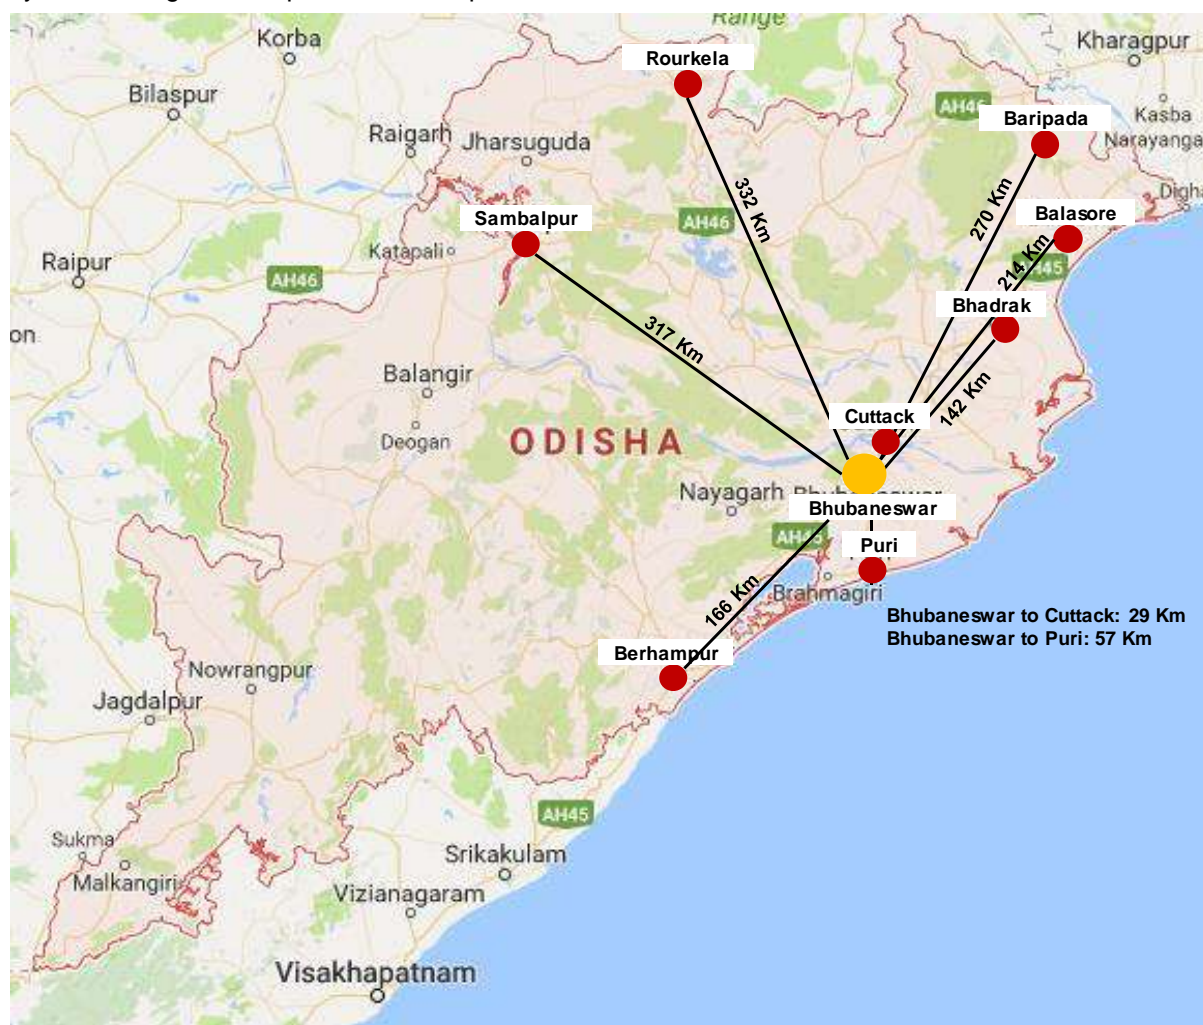 Range
Korba
Kharagpur
Rourkela
Bilaspur
AH46
Kasba
Baripada
Narayanga
Raigarh
Jharsuguda
Digha
332 Km
270 Km
Sambalpur
AH46
Balasore
Katapali
214 Km
Raipur
AH46
AH45
Bhadrak
on
317 Km
Balangir
142 Km
Cuttack
Deogan
ODISHA
Nayagarh
Bhubaneswar
Bhubaneswar
AH45
Puri
Brahmagiri
166 Km
Bhubaneswar to Cuttack: 29 Km
Bhubaneswar to Puri: 57 Km
Berhampur
Nowrangpur
Jagdalpur
AH45
Sukma
Srikakulam
Malkangiri
Vizianagaram
Visakhapatnam